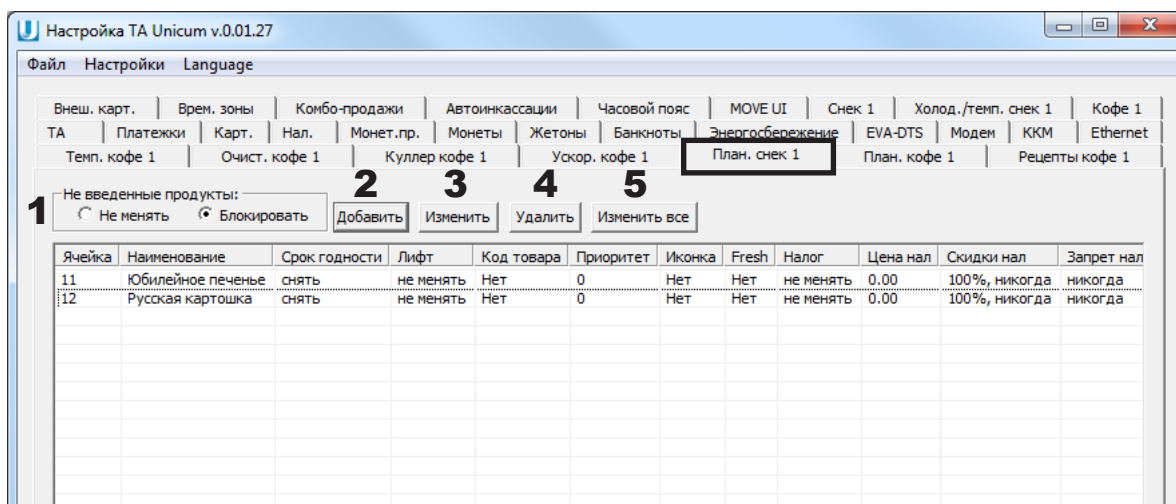 Настройка TA Unicum v.0.01.27
Файл Настройки Language
Внеш. карт. Врем. зоны Комбо-продажи Автоинкассации Часовой пояс MOVE UI Снек 1 Холод./темп. снек 1 Кофе 1
TA Платежки Карт. Нал. Монет.пр. Монеты Жетоны Банкноты Энергосбережение EVA-DTS Модем ККМ Ethernet
Темп. кофе 1 Очист. кофе 1 Куллер кофе 1 Ускор. кофе 1 План. снек 1 План. кофе 1 Рецепты кофе 1
2 3 4 5
Не введенные продукты:
1 Не менять Блокировать Добавить Изменить Удалить Изменить все
Ячейка Наименование Срок годности Лифт Код товара Приоритет Иконка Fresh Налог Цена нал Скидки нал Запрет нал
11 Юбилейное печенье снять не менять Нет 0 Нет Нет не менять 0.00 100%, никогда никогда
12 Русская картошка снять не менять Нет 0 Нет Нет не менять 0.00 100%, никогда никогда